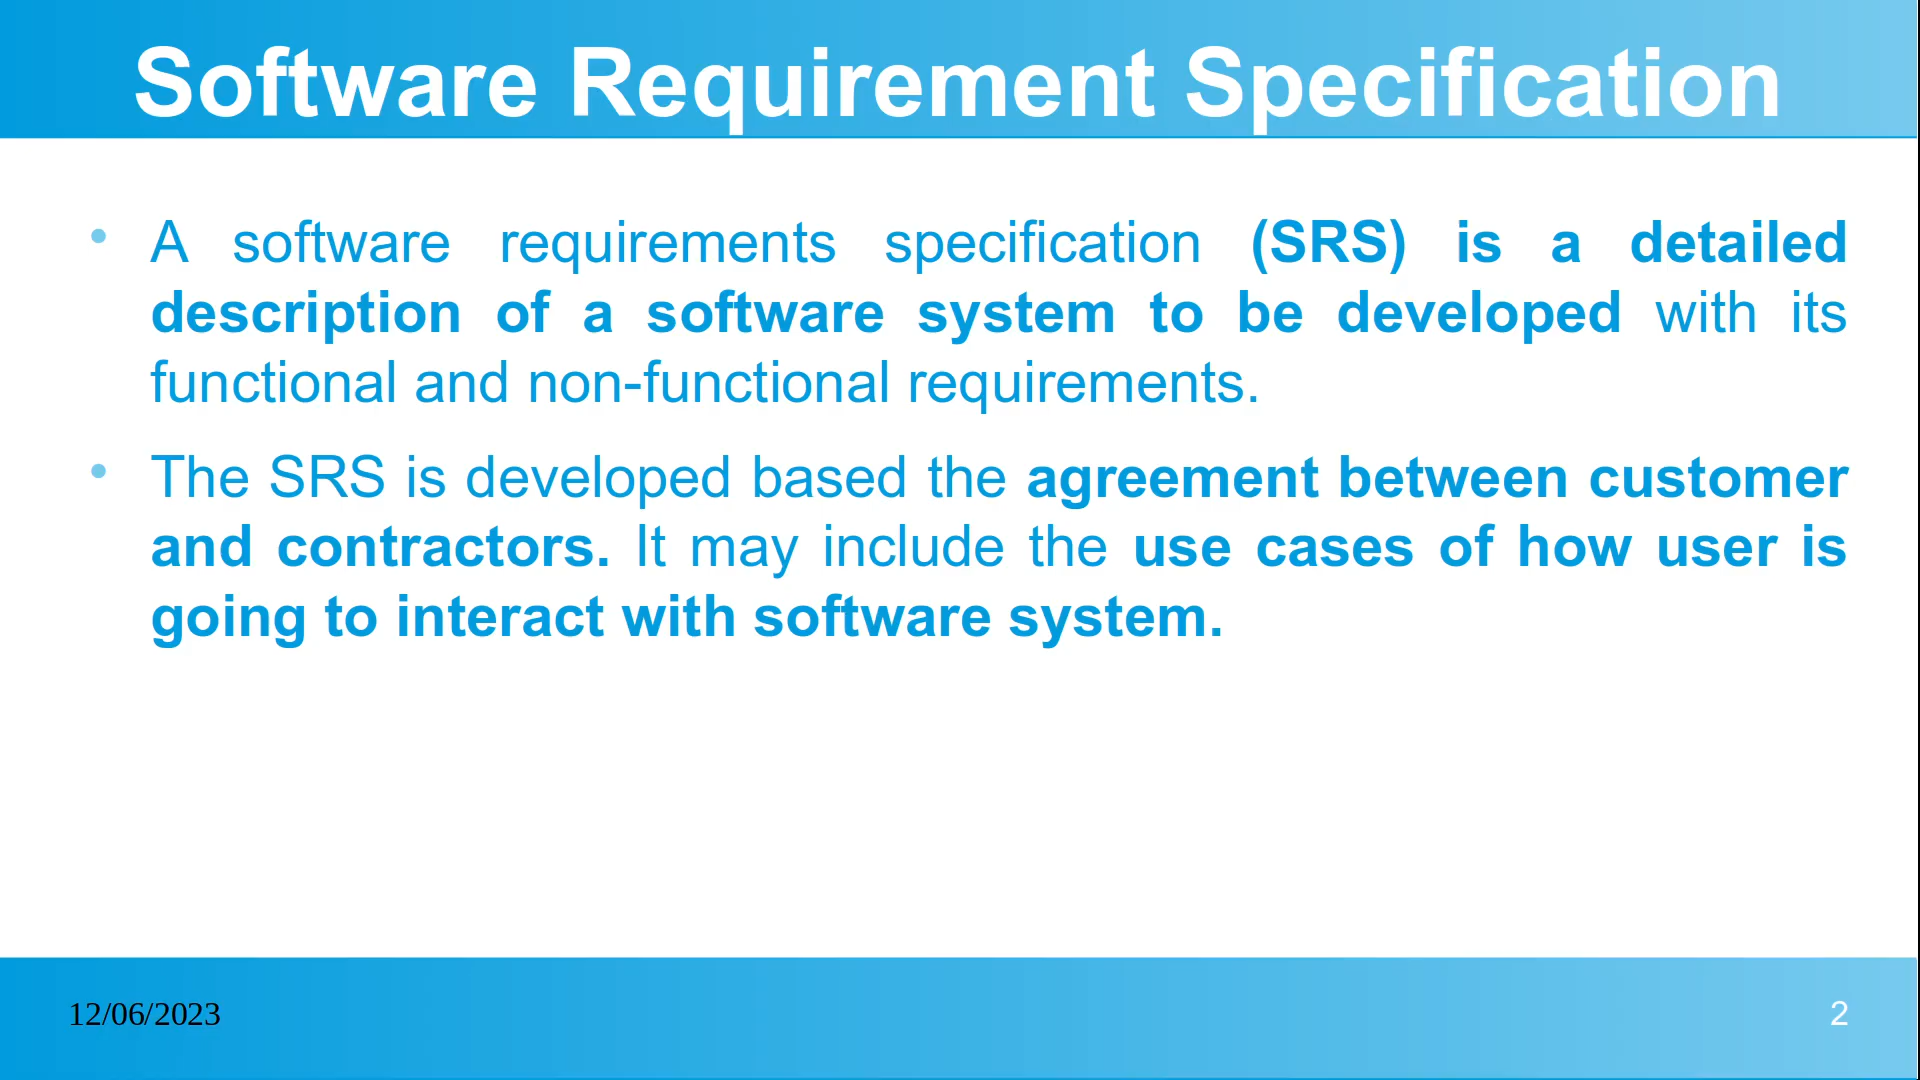 Software Requirement Specification
• A software requirements specification (SRS) is a detailed
description of a software system to be developed with its
functional and non-functional requirements.
• The SRS is developed based the agreement between customer
and contractors. It may include the use cases of how user is
going to interact with software system.
12/06/2023
2